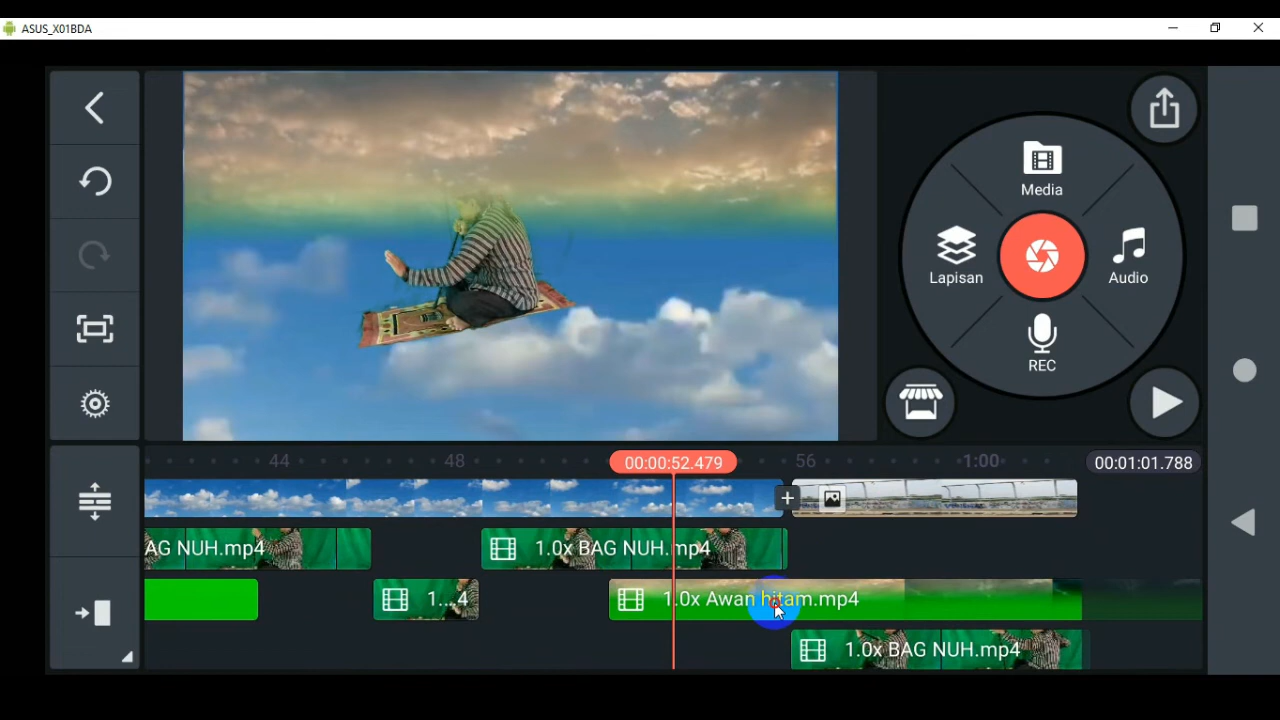 ASUS_X01BDA
Media
Lapisan
Audio
REC
44
48
00:00:52.479
56
1:00
00:01:01.788
AG NUH.mp4
1.0x BAG NUH.mp4
1...4
1.0x Awan hitam.mp4
1.0x BAG NUH.mp4